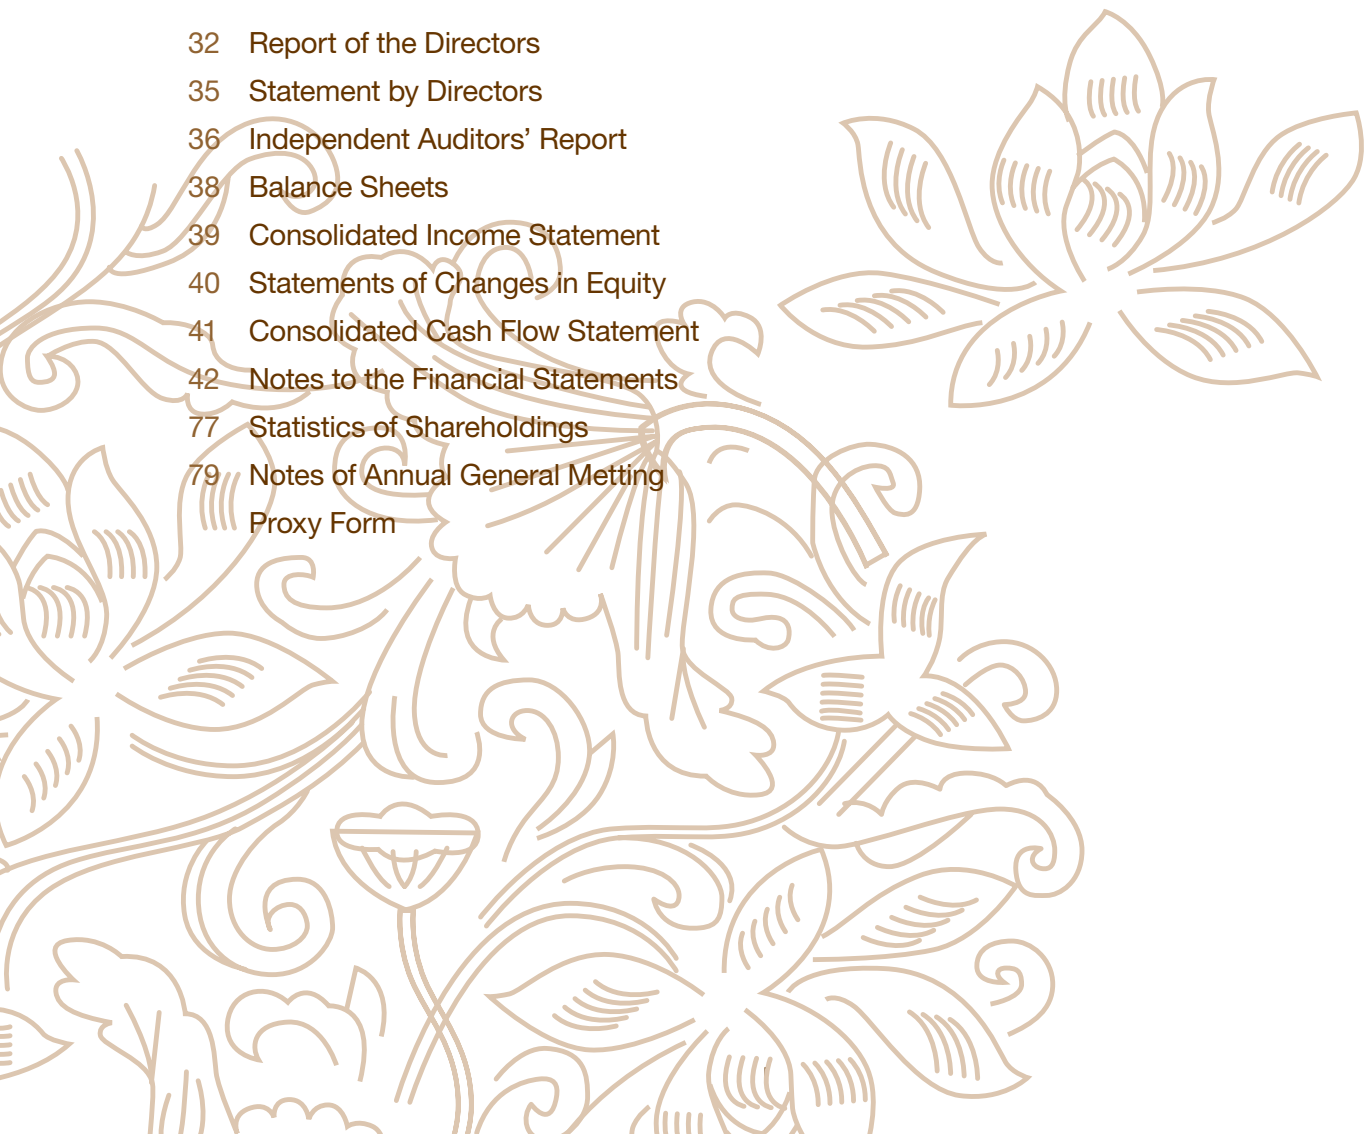 32 Report of the Directors
35 Statement by Directors
36 Independent Auditors’ Report
38 Balance Sheets
39 Consolidated Income Statement
40 Statements of Changes in Equity
41 Consolidated Cash Flow Statement
42 Notes to the Financial Statements
77 Statistics of Shareholdings
79 Notes of Annual General Metting
Proxy Form